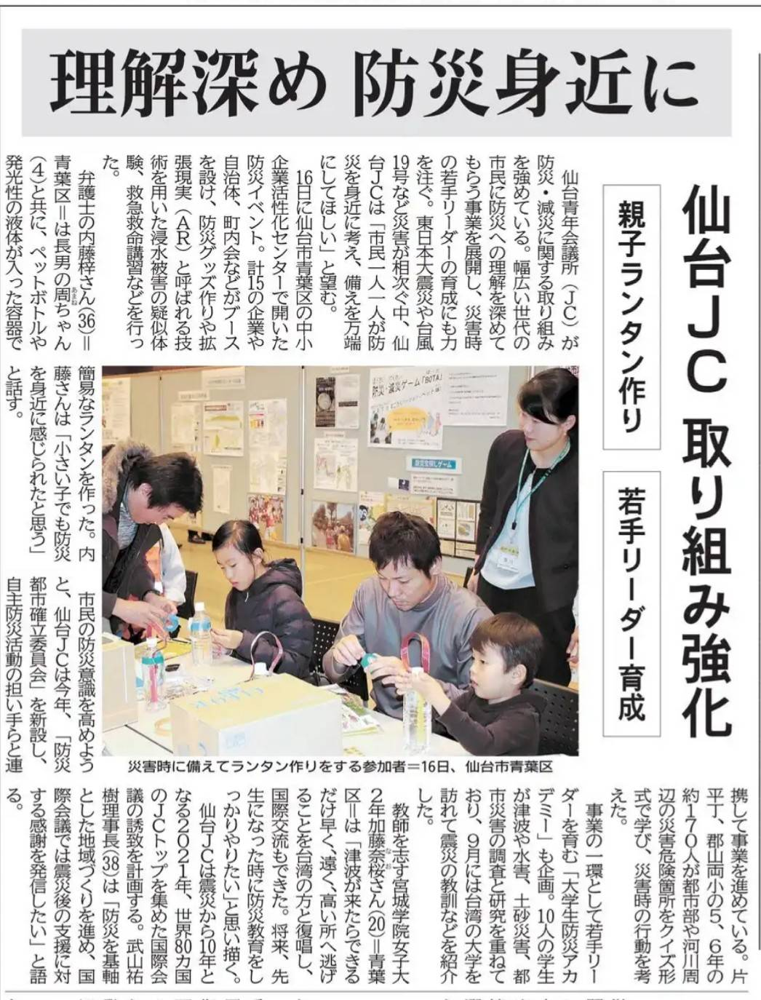 理解深め 防災身近に
仙台JC 取り組み強化
親子ランタン作り
若手リーダー育成
仙台青年会議所（JC）が
防災・減災に関する取り組み
を強めている。幅広い世代の
市民に防災への理解を深めて
もらう事業を展開し、災害時
の若手リーダーの育成にも力
を注ぐ。東日本大震災や台風
19号など災害が相次ぐ中、仙
台JCは「市民一人一人が防
災を身近に考え、備えを万端
にしてほしい」と望む。
16日に仙台市青葉区の中小
企業活性化センターで開いた
防災イベント。計15の企業や
自治体、町内会などがブース
を設け、防災グッズ作りや拡
張現実（AR）と呼ばれる技
術を用いた浸水被害の疑似体
験、救急救命講習などを行っ
た。
弁護士の内藤梓さん(36)＝
青葉区＝は長男の周ちゃん
あまね
(4)と共に、ペットボトルや
発光性の液体が入った容器で
簡易なランタンを作った。内
藤さんは「小さい子でも防災
を身近に感じられたと思う」
と話す。
市民の防災意識を高めよう
と、仙台JCは今年、「防災
都市確立委員会」を新設し、
自主防災活動の担い手らと連
防災・減災ゲーム「BOTA」
防災宝探しゲーム
災害時に備えてランタン作りをする参加者＝16日、仙台市青葉区
携して事業を進めている。片
平丁、郡山両小の5、6年の
約170人が都市部や河川周
辺の災害危険箇所をクイズ形
式で学び、災害時の行動を考
えた。
事業の一環として若手リー
ダーを育む「大学生防災アカ
デミー」も企画。10人の学生
が津波や水害、土砂災害、都
市災害の調査と研究を重ねて
おり、9月には台湾の大学を
訪れて震災の教訓などを紹介
した。
教師を志す宮城学院女子大
2年加藤奈桜さん(20)＝青葉
なお
区＝は「津波が来たらできる
だけ早く、遠く、高い所へ逃げ
ることを台湾の方と復唱し、
国際交流もできた。将来、先
生になった時に防災教育をし
っかりやりたい」と思い描く。
仙台JCは震災から10年と
なる2021年、世界80カ国
のJCトップを集めた国際会
議の誘致を計画する。武山祐
樹理事長(38)は「防災を基軸
とした地域づくりを進め、国
際会議では震災後の支援に対
する感謝を発信したい」と語
る。